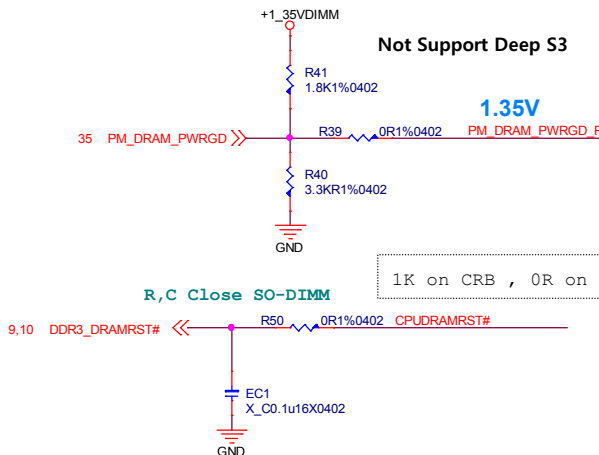 +1_35VDIMM
Not Support Deep S3
R41
1.8K1%0402
1.35V
35 PM_DRAM_PWRGD
R39 0R1%0402 PM_DRAM_PWRGD_R
R40
3.3KR1%0402
GND
1K on CRB , 0R on
R,C Close SO-DIMM
9,10 DDR3_DRAMRST#
R50 0R1%0402 CPUDRAMRST#
EC1
X_C0.1u16X0402
GND